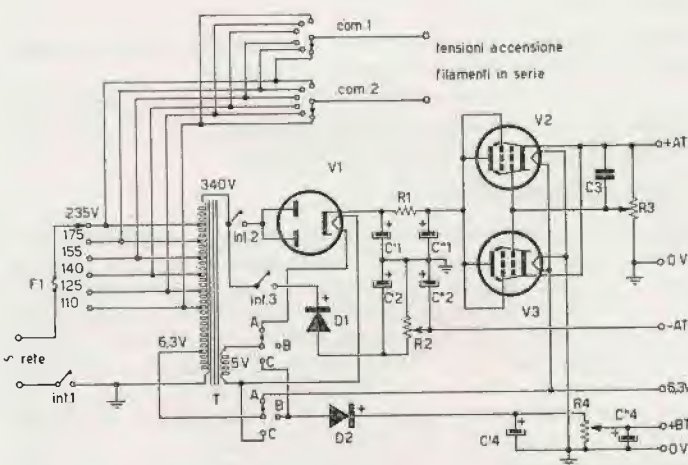 com.1
tensioni accensione
filamenti in serie
com.2
V2
V1
340V
+AT
R1
C3
R3
235V
int.2
175
155
C'1
C"1
140
F1
125
int.3
0V
110
C'2
C"2
V3
A
D1
R2
-AT
6,3V
B
5V
C
∿ rete
A
6,3V
T
B
R4
int1
D2
+BT
C
C'4
C"4
0V